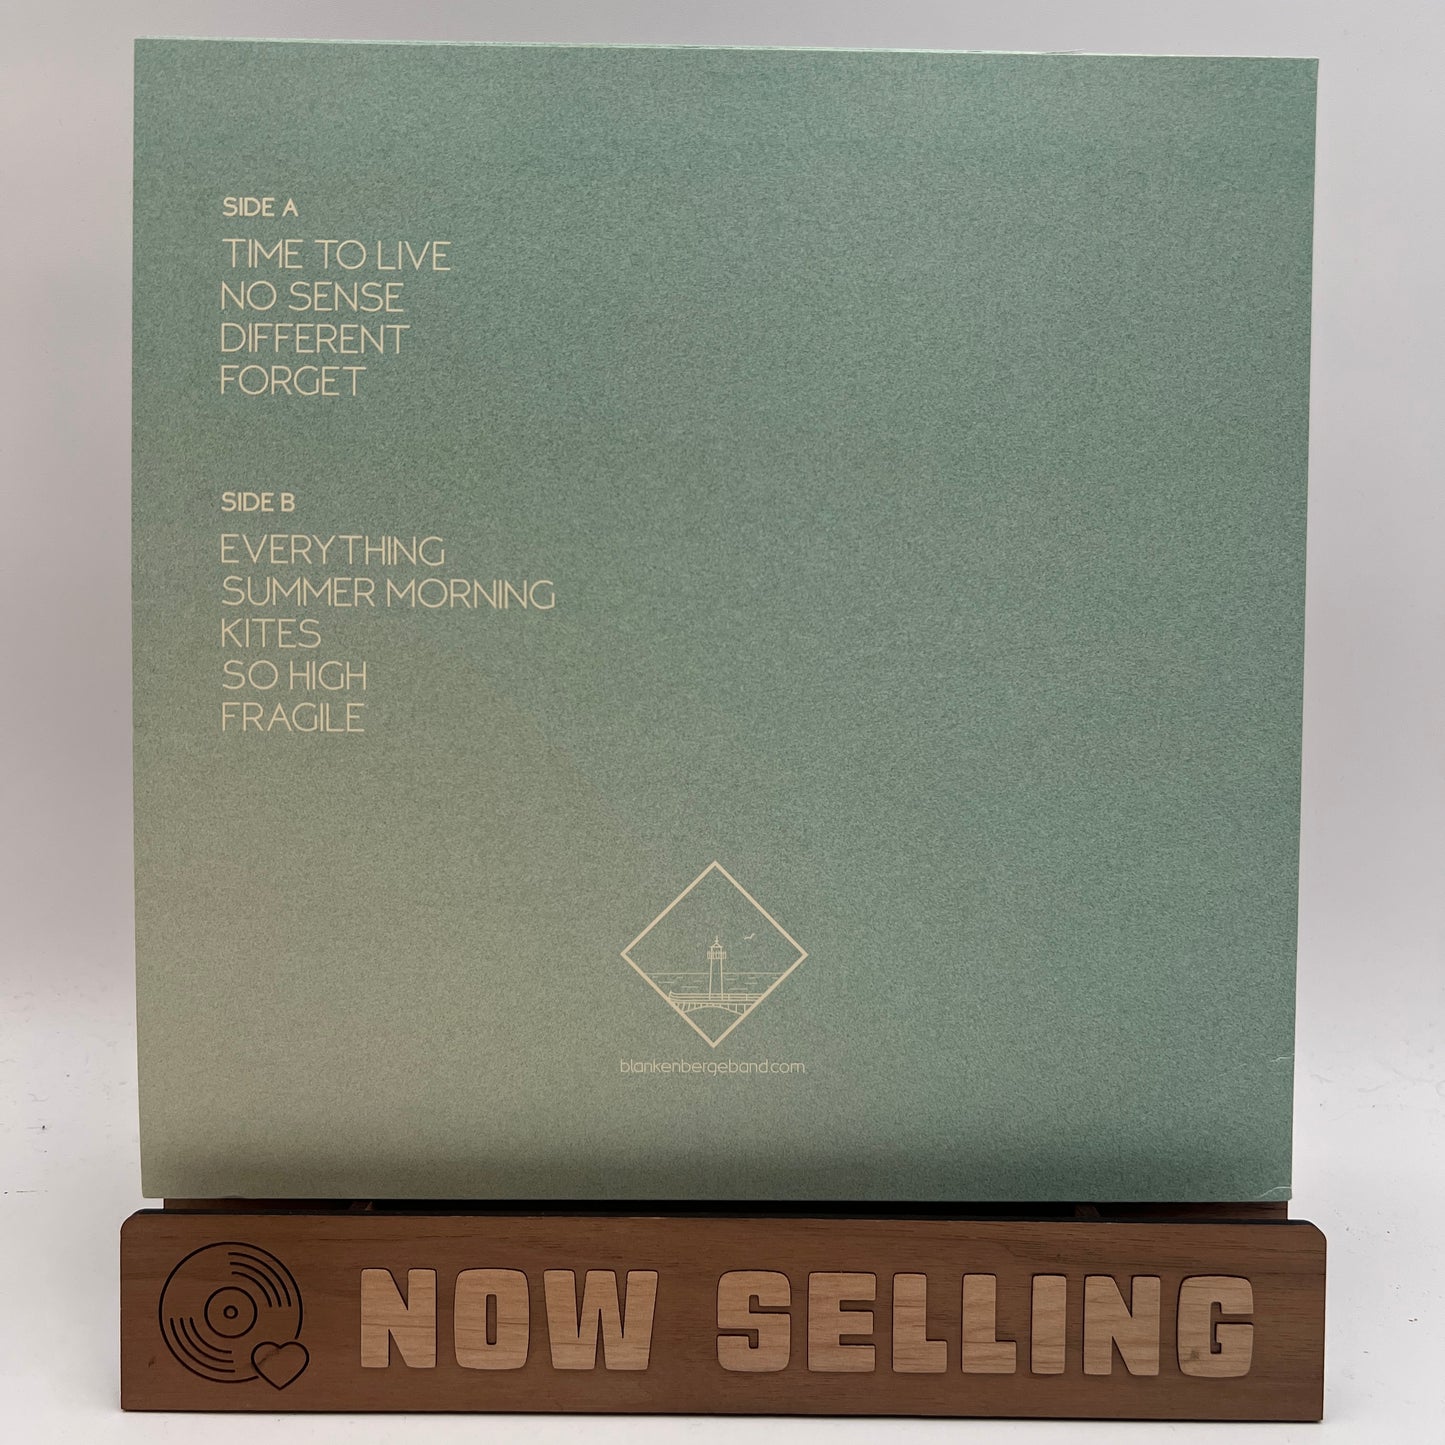 SIDE A
TIME TO LIVE
NO SENSE
DIFFERENT
FORGET
SIDE B
EVERYTHING
SUMMER MORNING
KITES
SO HIGH
FRAGILE
blankenbergeband.com
NOW SELLING